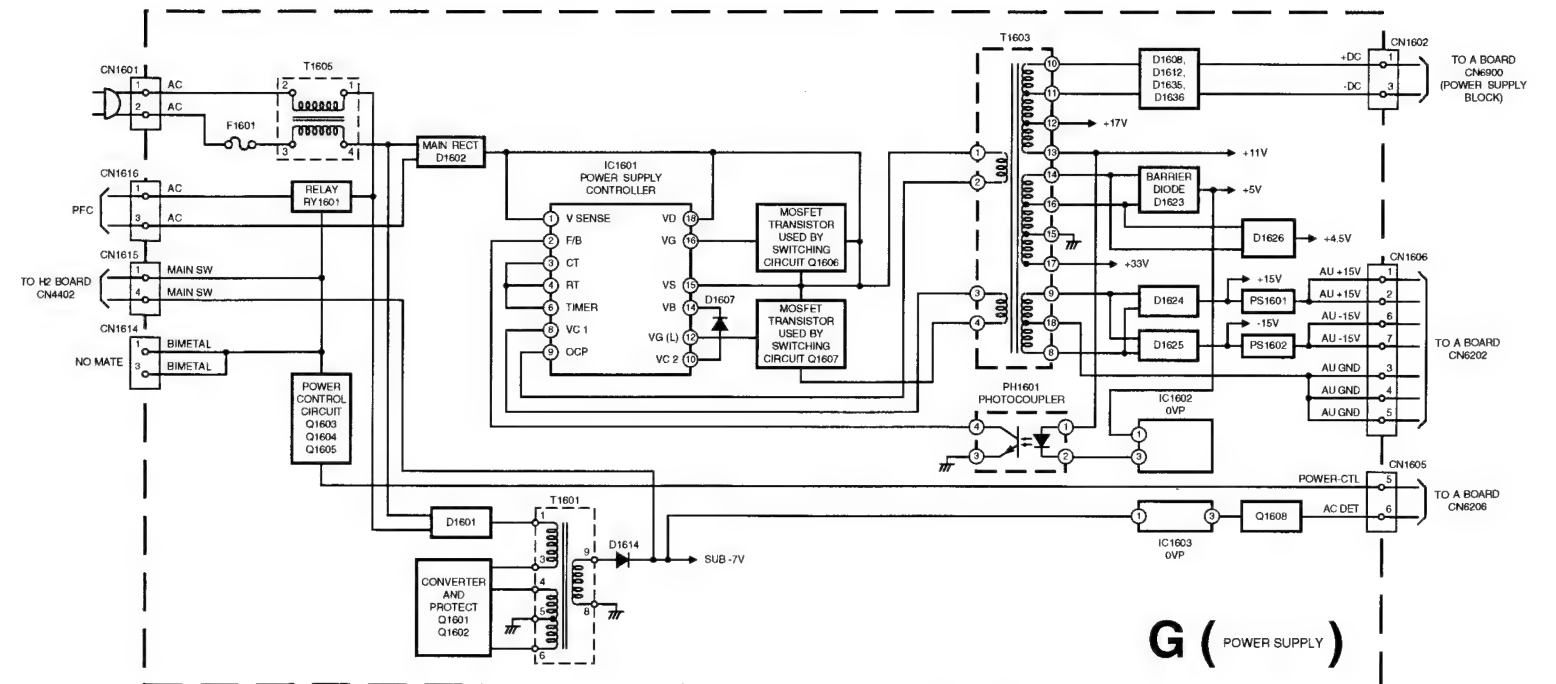 CN1601
1
AC
2
AC
F1601
T1605
2
1
3
4
CN1616
1
AC
PFC
3
AC
RELAY
RY1601
MAIN RECT
D1602
CN1615
1
MAIN SW
TO H2 BOARD
CN4402
4
MAIN SW
CN1614
1
BIMETAL
NO MATE
3
BIMETAL
POWER
CONTROL
CIRCUIT
Q1603
Q1604
Q1605
IC1601
POWER SUPPLY
CONTROLLER
1 V SENSE
2 F/B
3 CT
4 RT
6 TIMER
8 VC 1
9 OCP
VD 18
VG 16
VS 15
VB 14
VG (L) 12
VC 2 10
D1607
MOSFET
TRANSISTOR
USED BY
SWITCHING
CIRCUIT Q1606
MOSFET
TRANSISTOR
USED BY
SWITCHING
CIRCUIT Q1607
T1603
1
2
3
4
10
11
12
13
14
16
15
17
9
18
8
D1608,
D1612,
D1635,
D1636
+17V
+11V
BARRIER
DIODE
D1623
+5V
D1626
+4.5V
+33V
D1624
+15V
PS1601
D1625
-15V
PS1602
CN1602
+DC
1
-DC
3
TO A BOARD
CN6900
(POWER SUPPLY
BLOCK)
CN1606
AU +15V
1
AU +15V
2
AU -15V
6
AU -15V
7
AU GND
3
AU GND
4
AU GND
5
TO A BOARD
CN6202
PH1601
PHOTOCOUPLER
4
3
1
2
IC1602
0VP
1
3
CN1605
POWER-CTL
5
AC DET
6
TO A BOARD
CN6206
1
3
IC1603
0VP
Q1608
D1601
T1601
1
3
4
5
6
9
8
D1614
SUB -7V
CONVERTER
AND
PROTECT
Q1601
Q1602
G ( POWER SUPPLY )